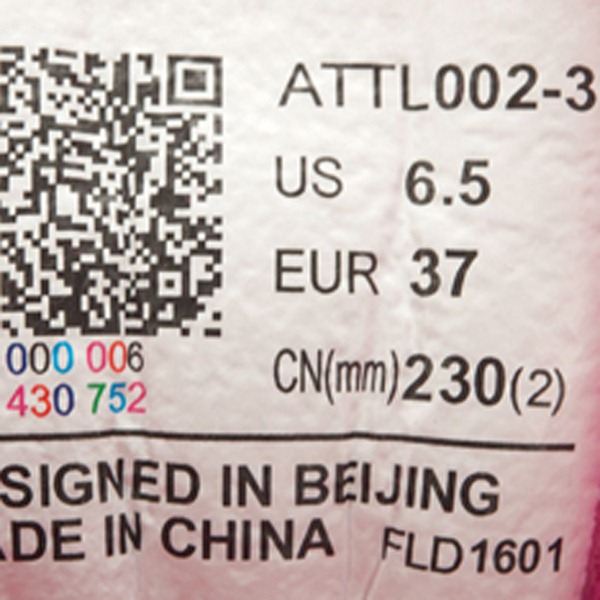 ATTL002-3
US 6.5
EUR 37
CN(mm)230(2)
000 006
430 752
SIGNED IN BEIJING
ADE IN CHINA FLD1601